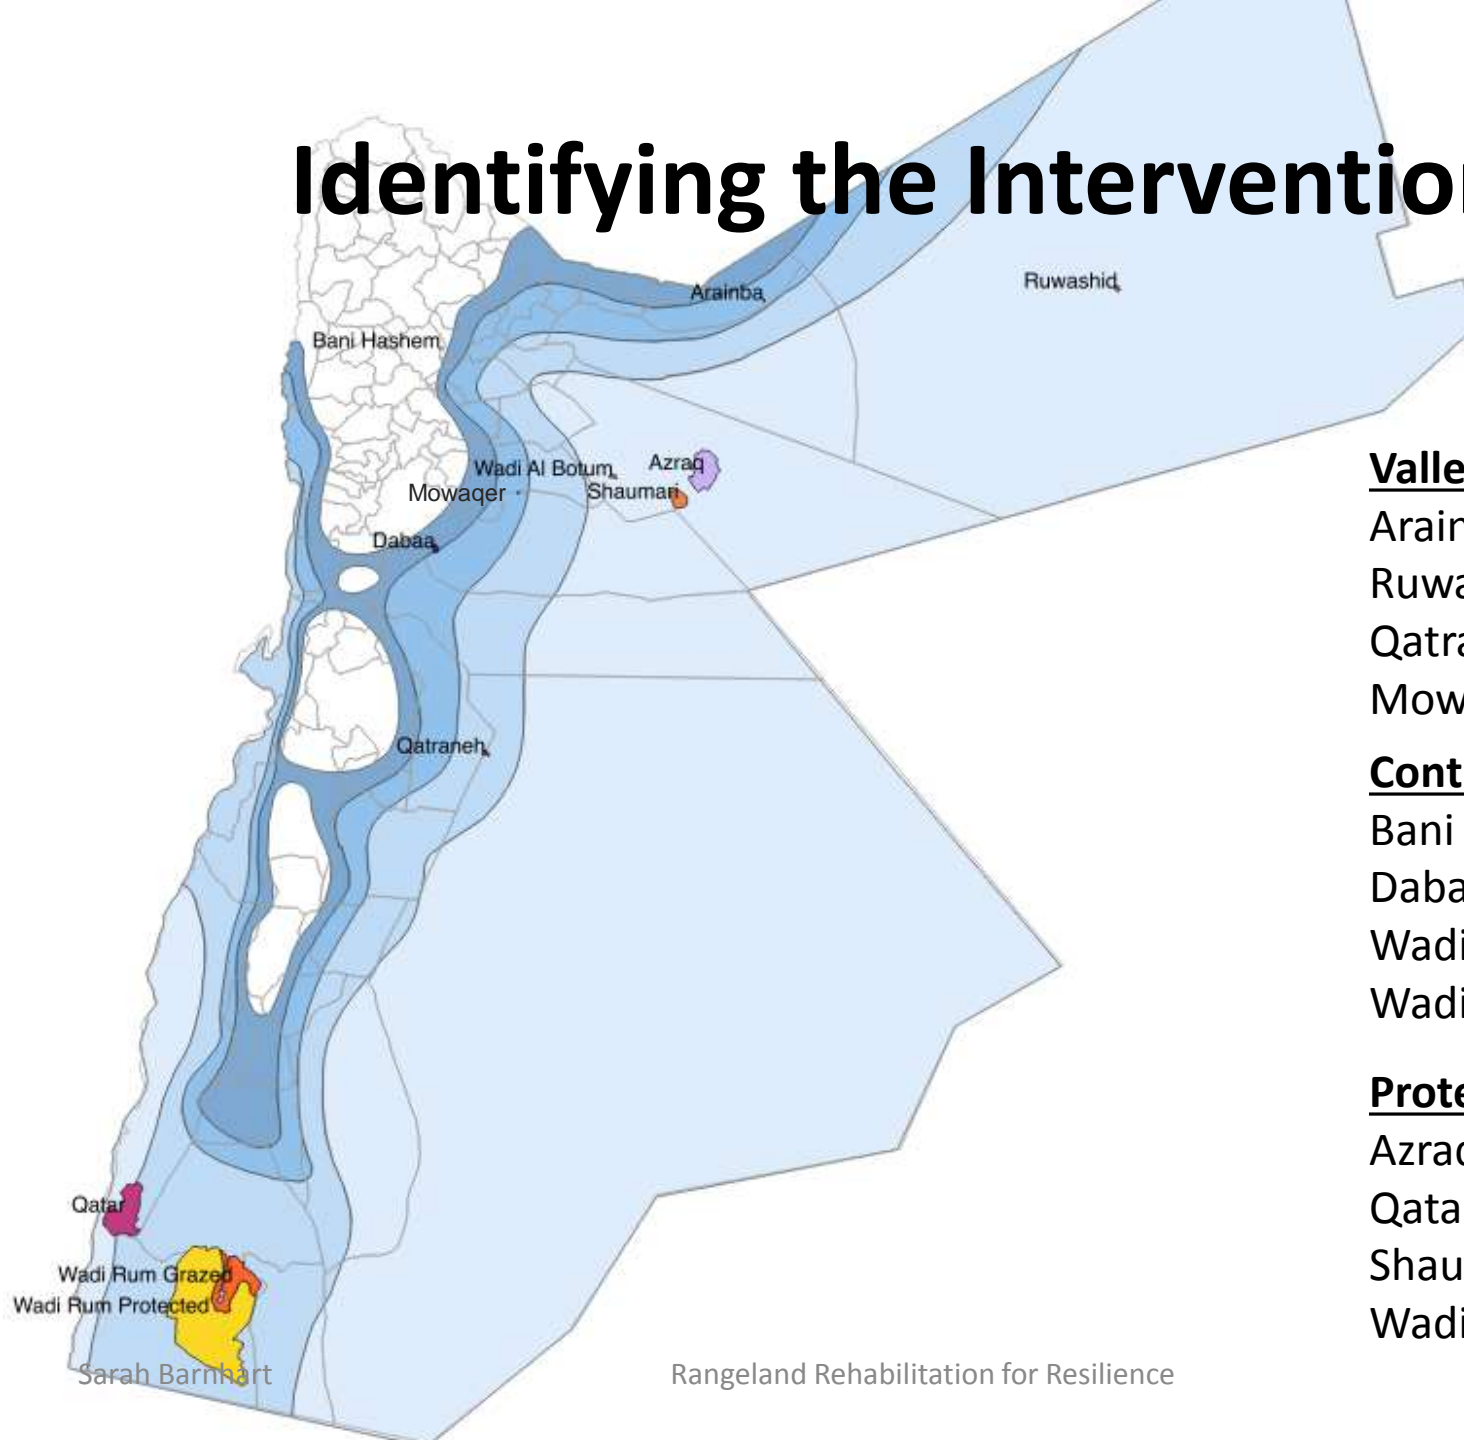 Identifying the Interventio
Arainba
Ruwashid
Bani Hashem
Wadi Al Botum
Azraq
Mowaqer
Shaumari
Dabaa
Qatraneh
Qatar
Wadi Rum Grazed
Wadi Rum Protected
Valle
Arain
Ruwa
Qatra
Mow
Cont
Bani
Daba
Wadi
Wadi
Prote
Azraq
Qata
Shau
Wadi
Sarah Barnhart
Rangeland Rehabilitation for Resilience